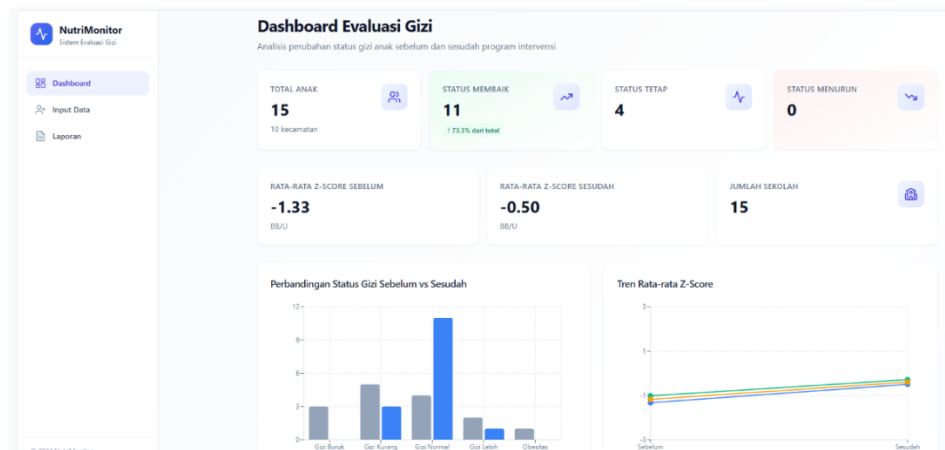 NutriMonitor
Sistem Evaluasi Gizi
Dashboard
Input Data
Laporan
Dashboard Evaluasi Gizi
Analisis perubahan status gizi anak sebelum dan sesudah program intervensi
TOTAL ANAK
15
10 kecamatan
STATUS MEMBAIK
11
↑ 73.3% dari total
STATUS TETAP
4
STATUS MENURUN
0
RATA-RATA Z-SCORE SEBELUM
-1.33
BB/U
RATA-RATA Z-SCORE SESUDAH
-0.50
BB/U
JUMLAH SEKOLAH
15
Perbandingan Status Gizi Sebelum vs Sesudah
12
9
6
3
0
Gizi Buruk Gizi Kurang Gizi Normal Gizi Lebih Obesitas
Tren Rata-rata Z-Score
3
1
-1
-3
Sebelum Sesudah